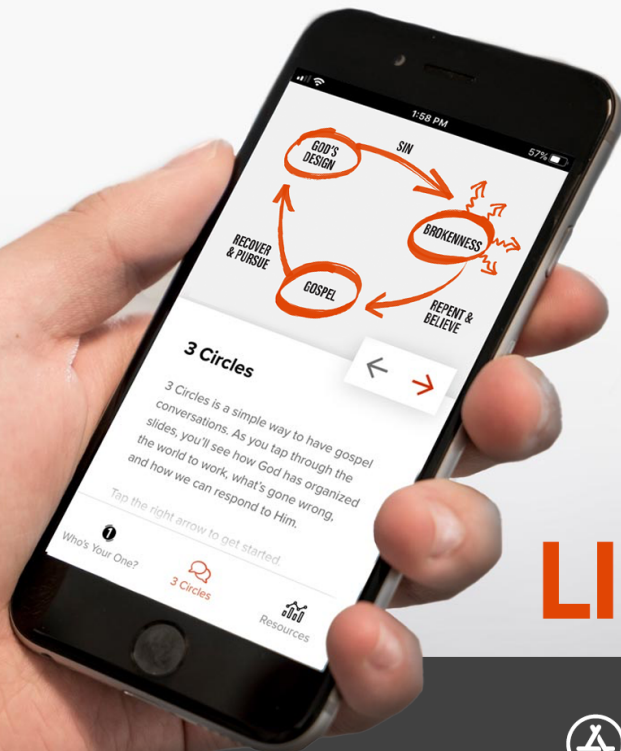 1:58 PM
57%
GOD'S
DESIGN
SIN
BROKENNESS
RECOVER
& PURSUE
GOSPEL
REPENT &
BELIEVE
3 Circles
3 Circles is a simple way to have gospel
conversations. As you tap through the
slides, you'll see how God has organized
the world to work, what's gone wrong,
and how we can respond to Him.
Tap the right arrow to get started.
1
Who's Your One?
3 Circles
Resources
LI